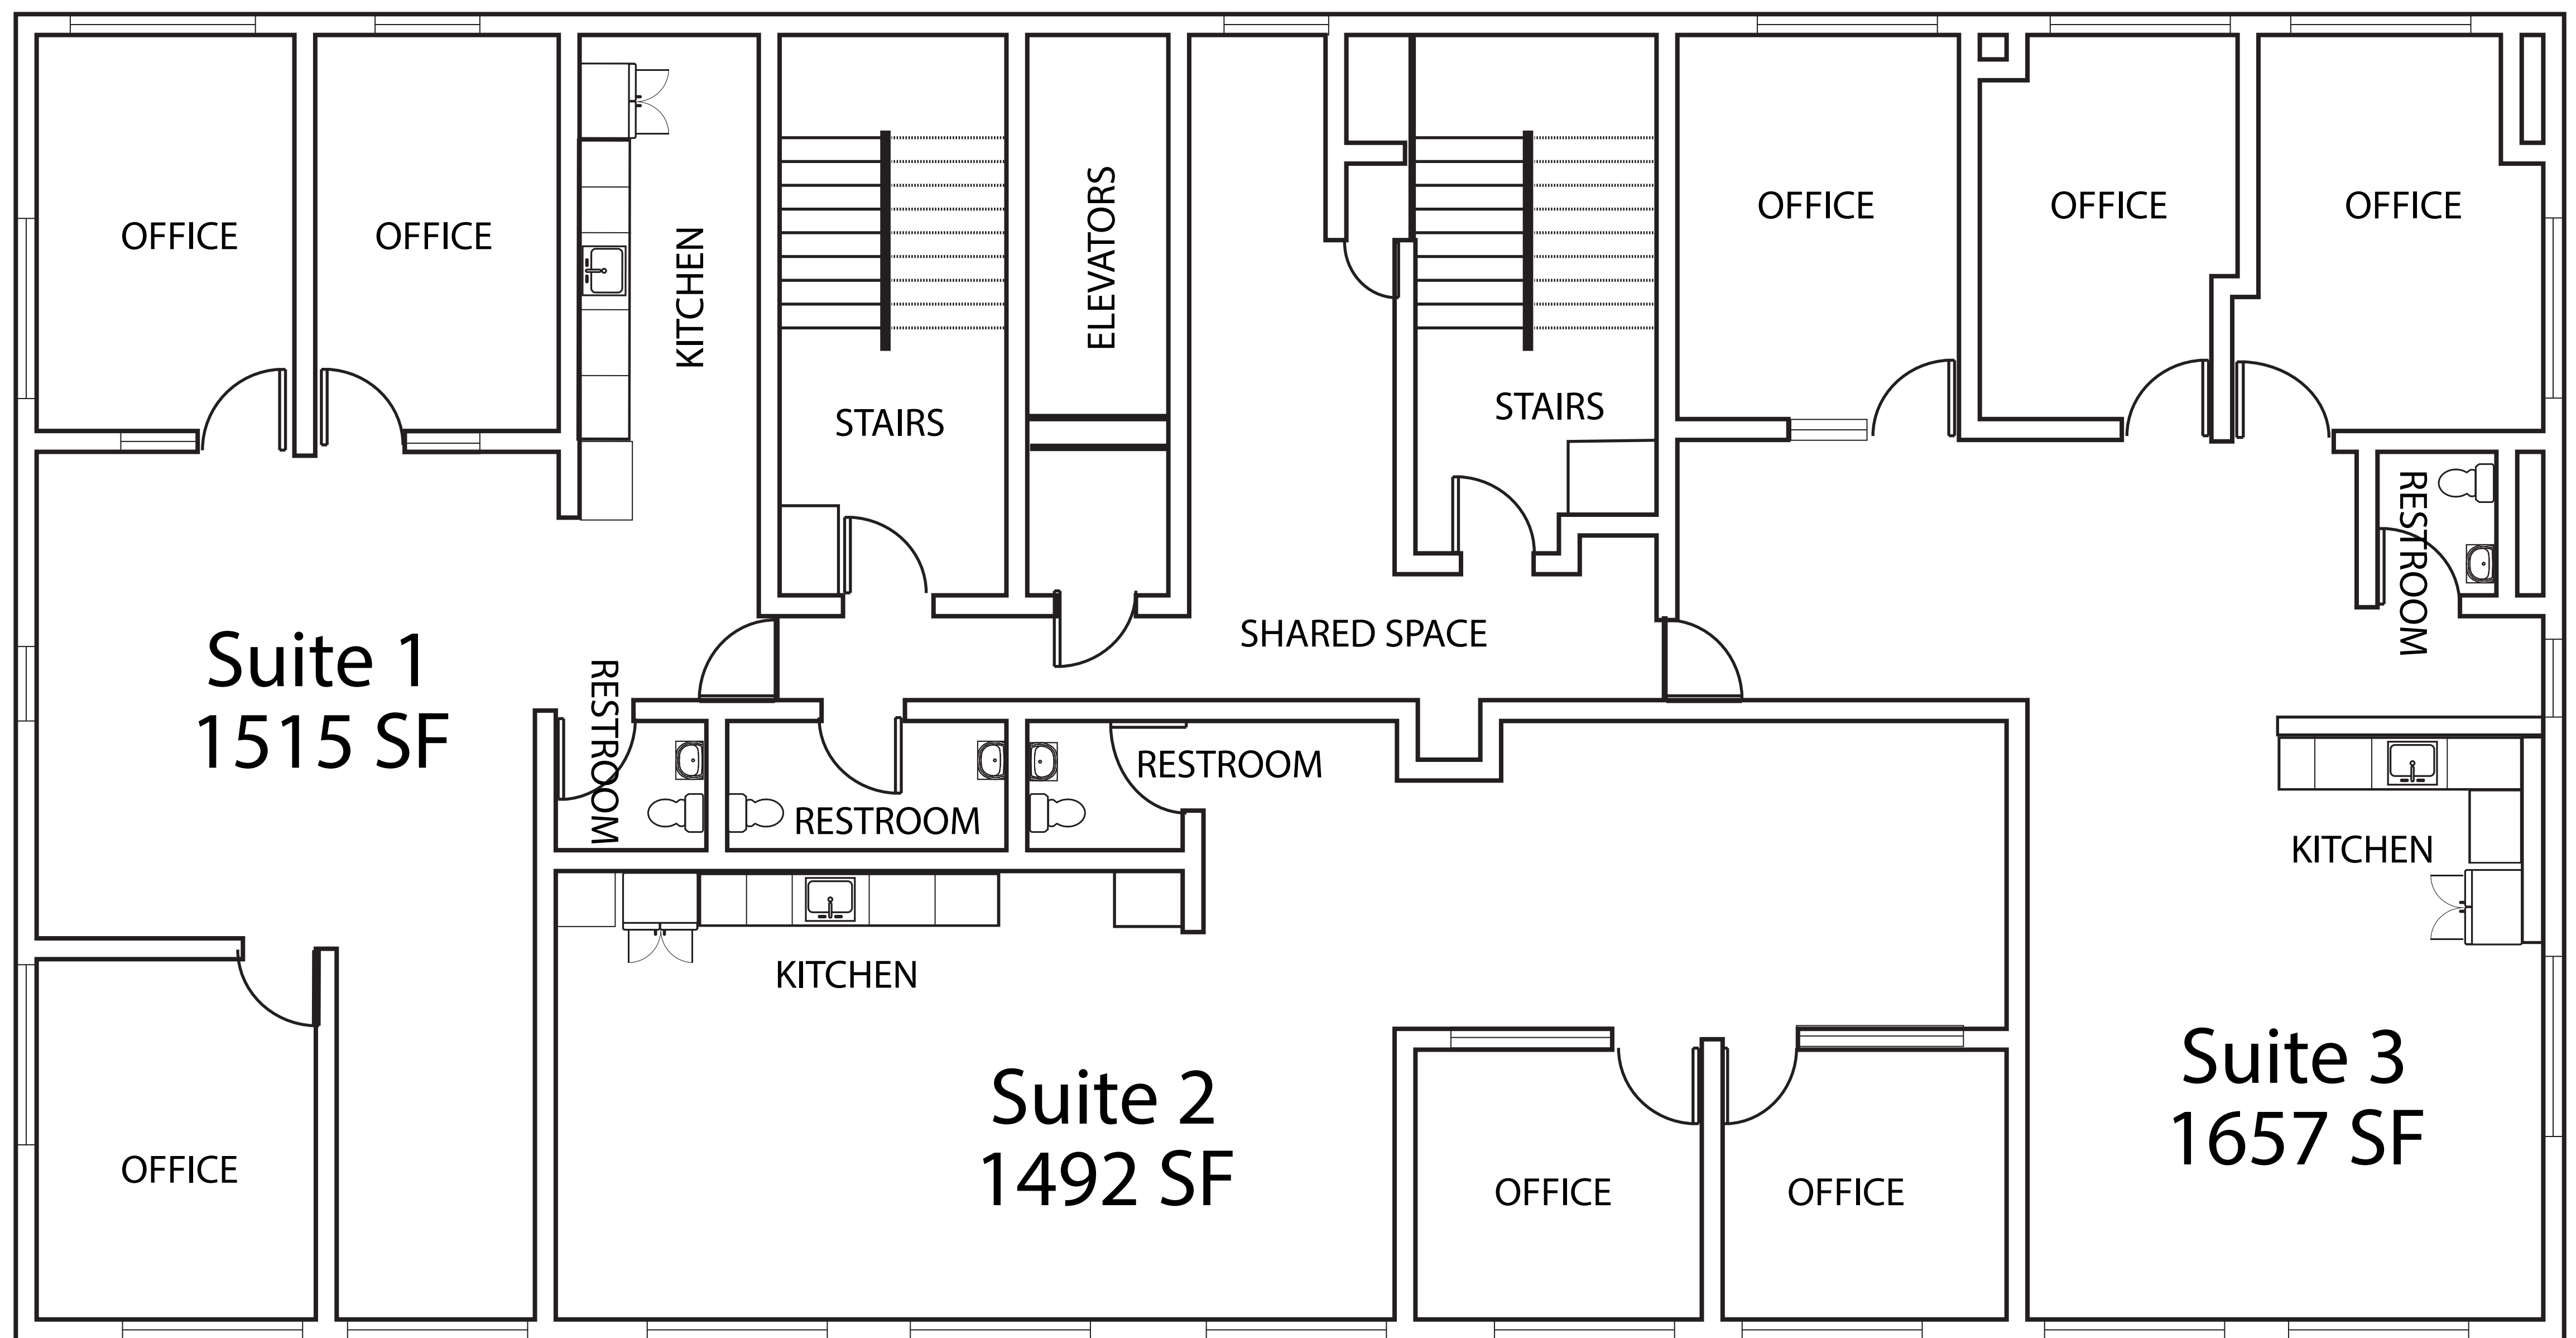 OFFICE
OFFICE
KITCHEN
STAIRS
ELEVATORS
STAIRS
OFFICE
OFFICE
OFFICE
RESTROOM
SHARED SPACE
Suite 1
1515 SF
RESTROOM
RESTROOM
RESTROOM
KITCHEN
KITCHEN
OFFICE
Suite 2
1492 SF
OFFICE
OFFICE
Suite 3
1657 SF